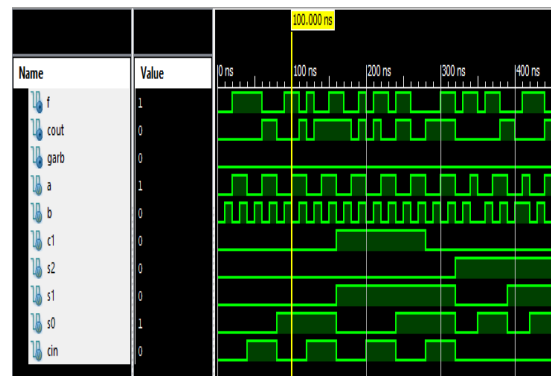 100.000 ns
Name Value 0 ns 100 ns 200 ns 300 ns 400 ns
f 1
cout 0
garb 0
a 1
b 0
c1 0
s2 0
s1 0
s0 1
cin 0